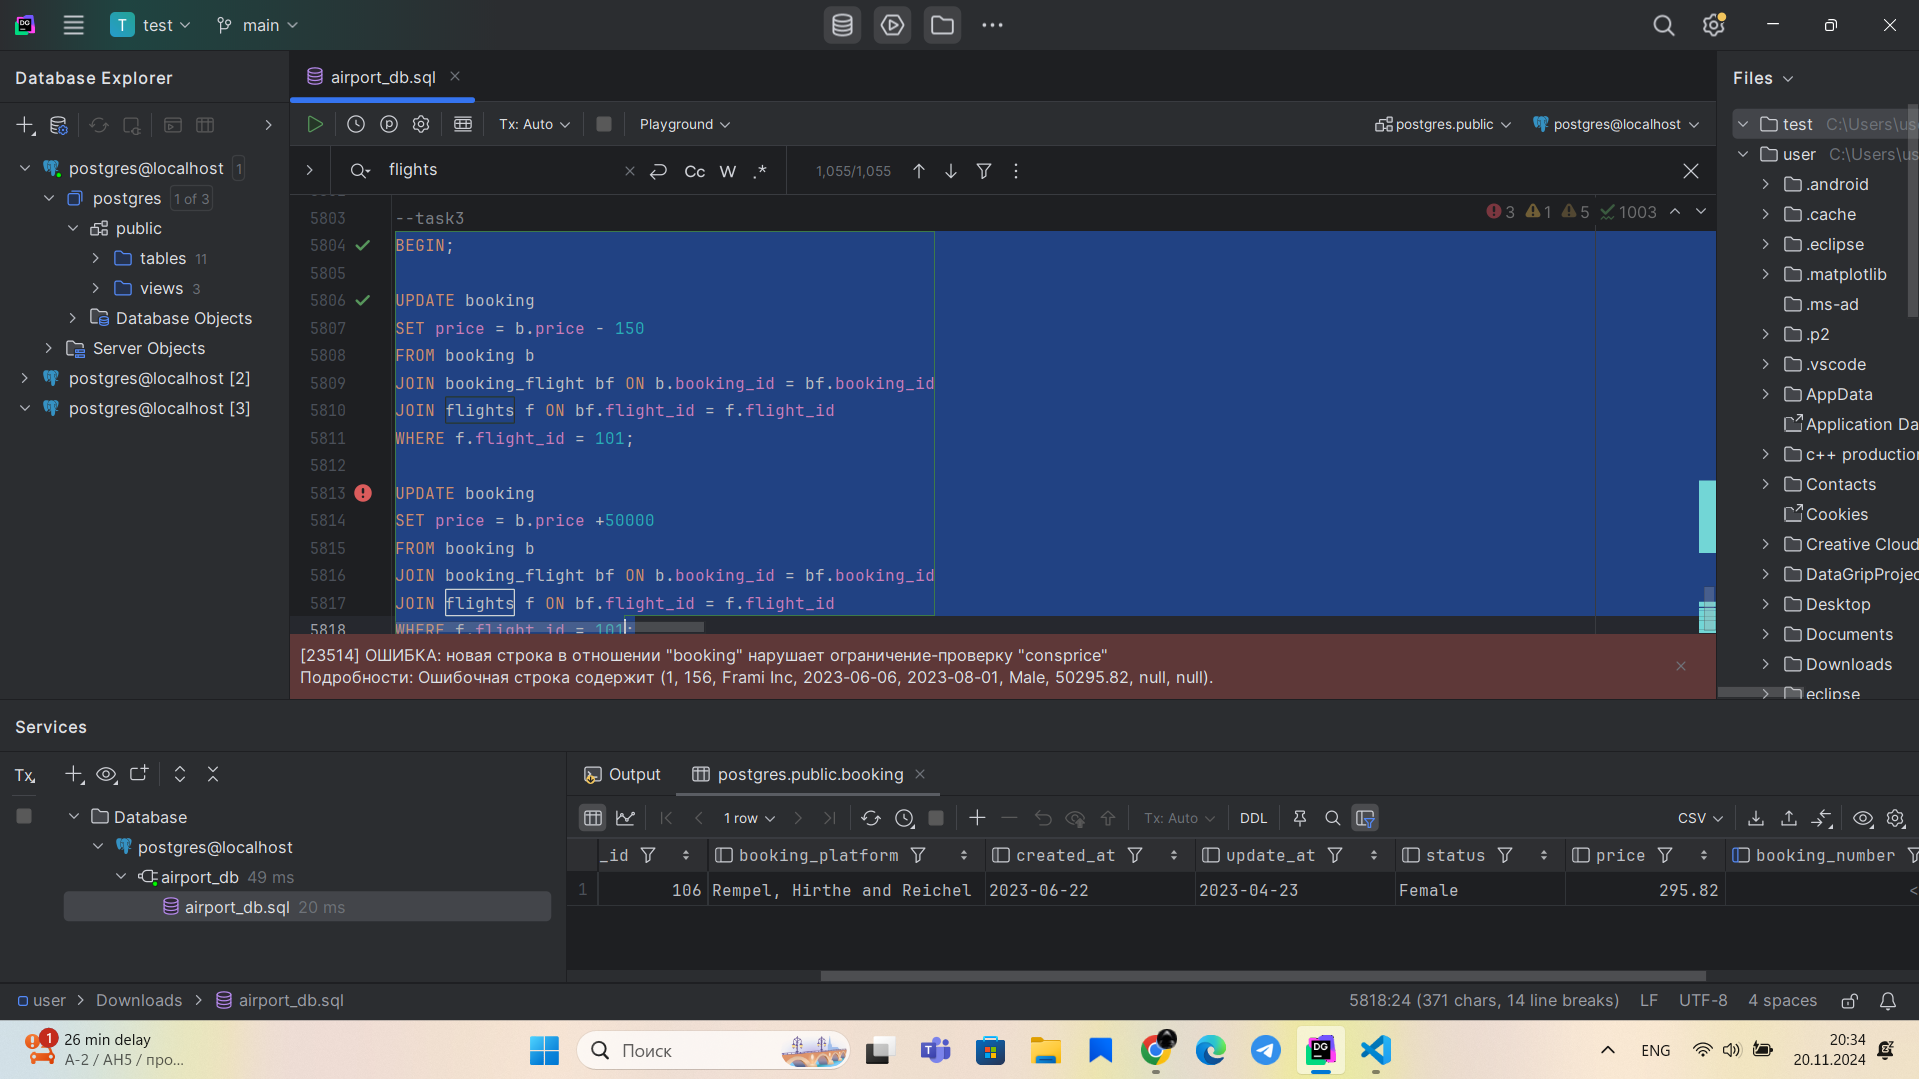 test
main
Database Explorer
airport_db.sql
Files
Tx: Auto
Playground
postgres.public
postgres@localhost
flights
Cc
W
.*
1,055/1,055
postgres@localhost 1
postgres 1 of 3
public
tables 11
views 3
Database Objects
Server Objects
postgres@localhost [2]
postgres@localhost [3]
3 1 5 1003
5803 --task3
5804 BEGIN;
5805
5806 UPDATE booking
5807 SET price = b.price - 150
5808 FROM booking b
5809 JOIN booking_flight bf ON b.booking_id = bf.booking_id
5810 JOIN flights f ON bf.flight_id = f.flight_id
5811 WHERE f.flight_id = 101;
5812
5813 UPDATE booking
5814 SET price = b.price +50000
5815 FROM booking b
5816 JOIN booking_flight bf ON b.booking_id = bf.booking_id
5817 JOIN flights f ON bf.flight_id = f.flight_id
5818 WHERE f.flight_id = 101;
[23514] ОШИБКА: новая строка в отношении "booking" нарушает ограничение-проверку "consprice"
Подробности: Ошибочная строка содержит (1, 156, Frami Inc, 2023-06-06, 2023-08-01, Male, 50295.82, null, null).
test C:\Users\us
user C:\Users\us
.android
.cache
.eclipse
.matplotlib
.ms-ad
.p2
.vscode
AppData
Application Da
c++ production
Contacts
Cookies
Creative Cloud
DataGripProjec
Desktop
Documents
Downloads
eclipse
Services
Tx
Database
postgres@localhost
airport_db 49 ms
airport_db.sql 20 ms
Output
postgres.public.booking
1 row
Tx: Auto
DDL
CSV
_id booking_platform created_at update_at status price booking_number
1 106 Rempel, Hirthe and Reichel 2023-06-22 2023-04-23 Female 295.82 <
user > Downloads > airport_db.sql
5818:24 (371 chars, 14 line breaks) LF UTF-8 4 spaces
1
26 min delay
A-2 / AH5 / про...
Поиск
ENG
20:34
20.11.2024